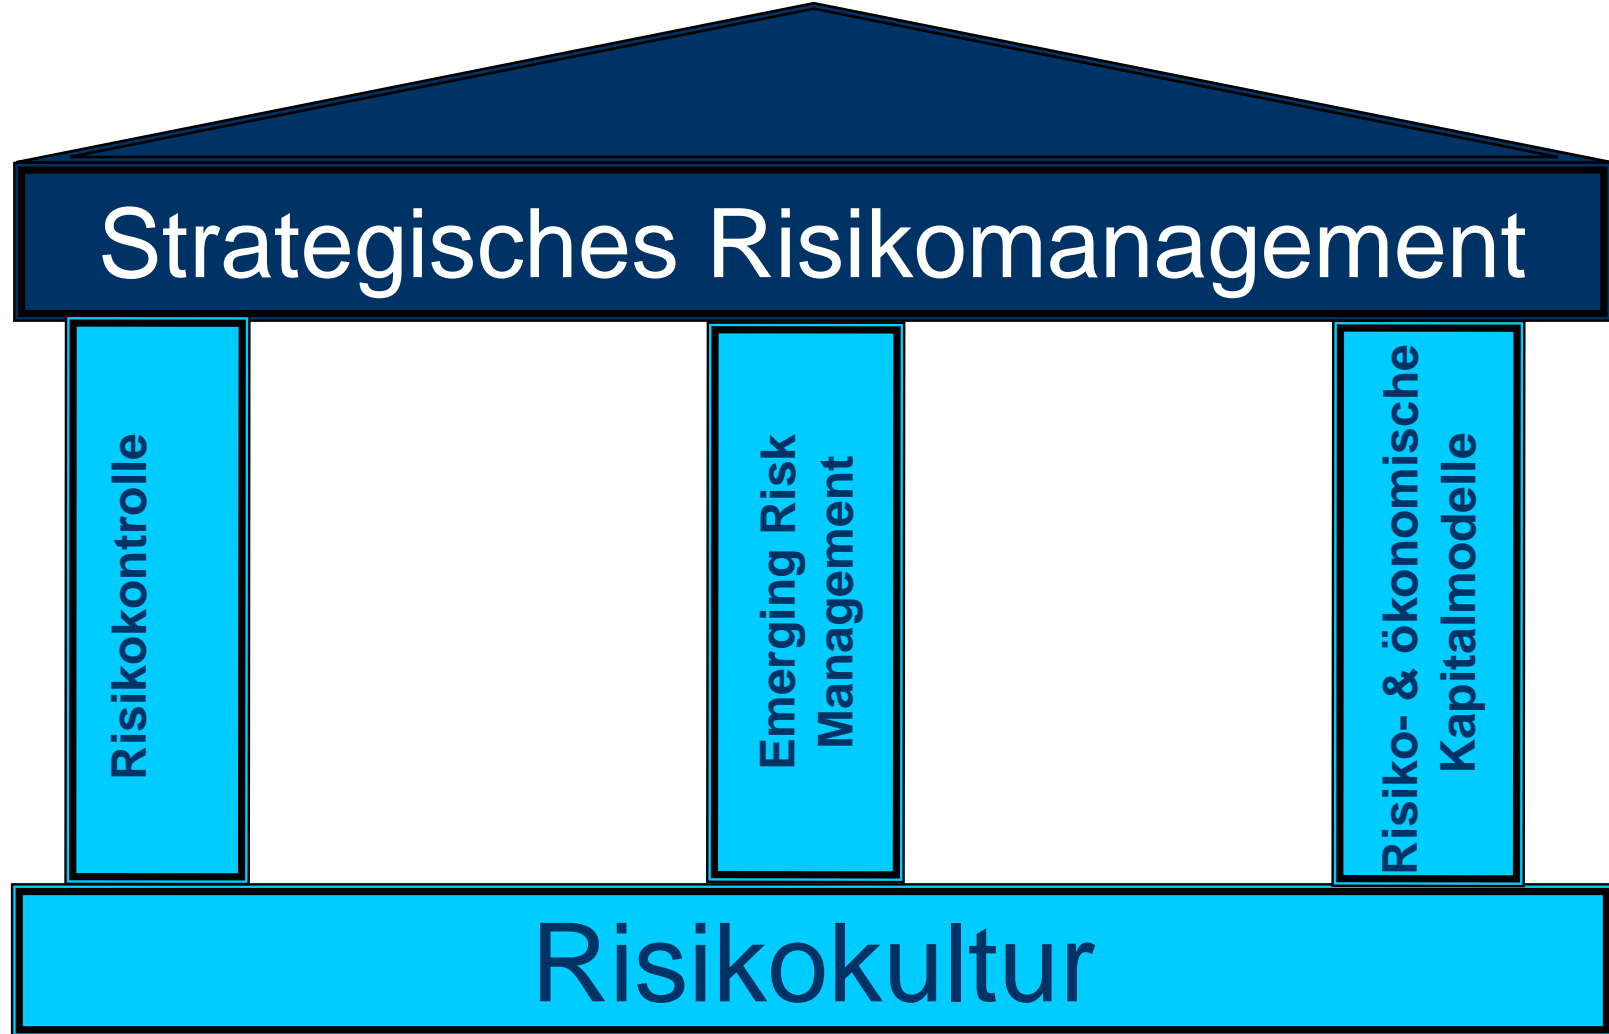 Strategisches Risikomanagement
Risikokontrolle
Emerging Risk
Management
Risiko- & ökonomische
Kapitalmodelle
Risikokultur